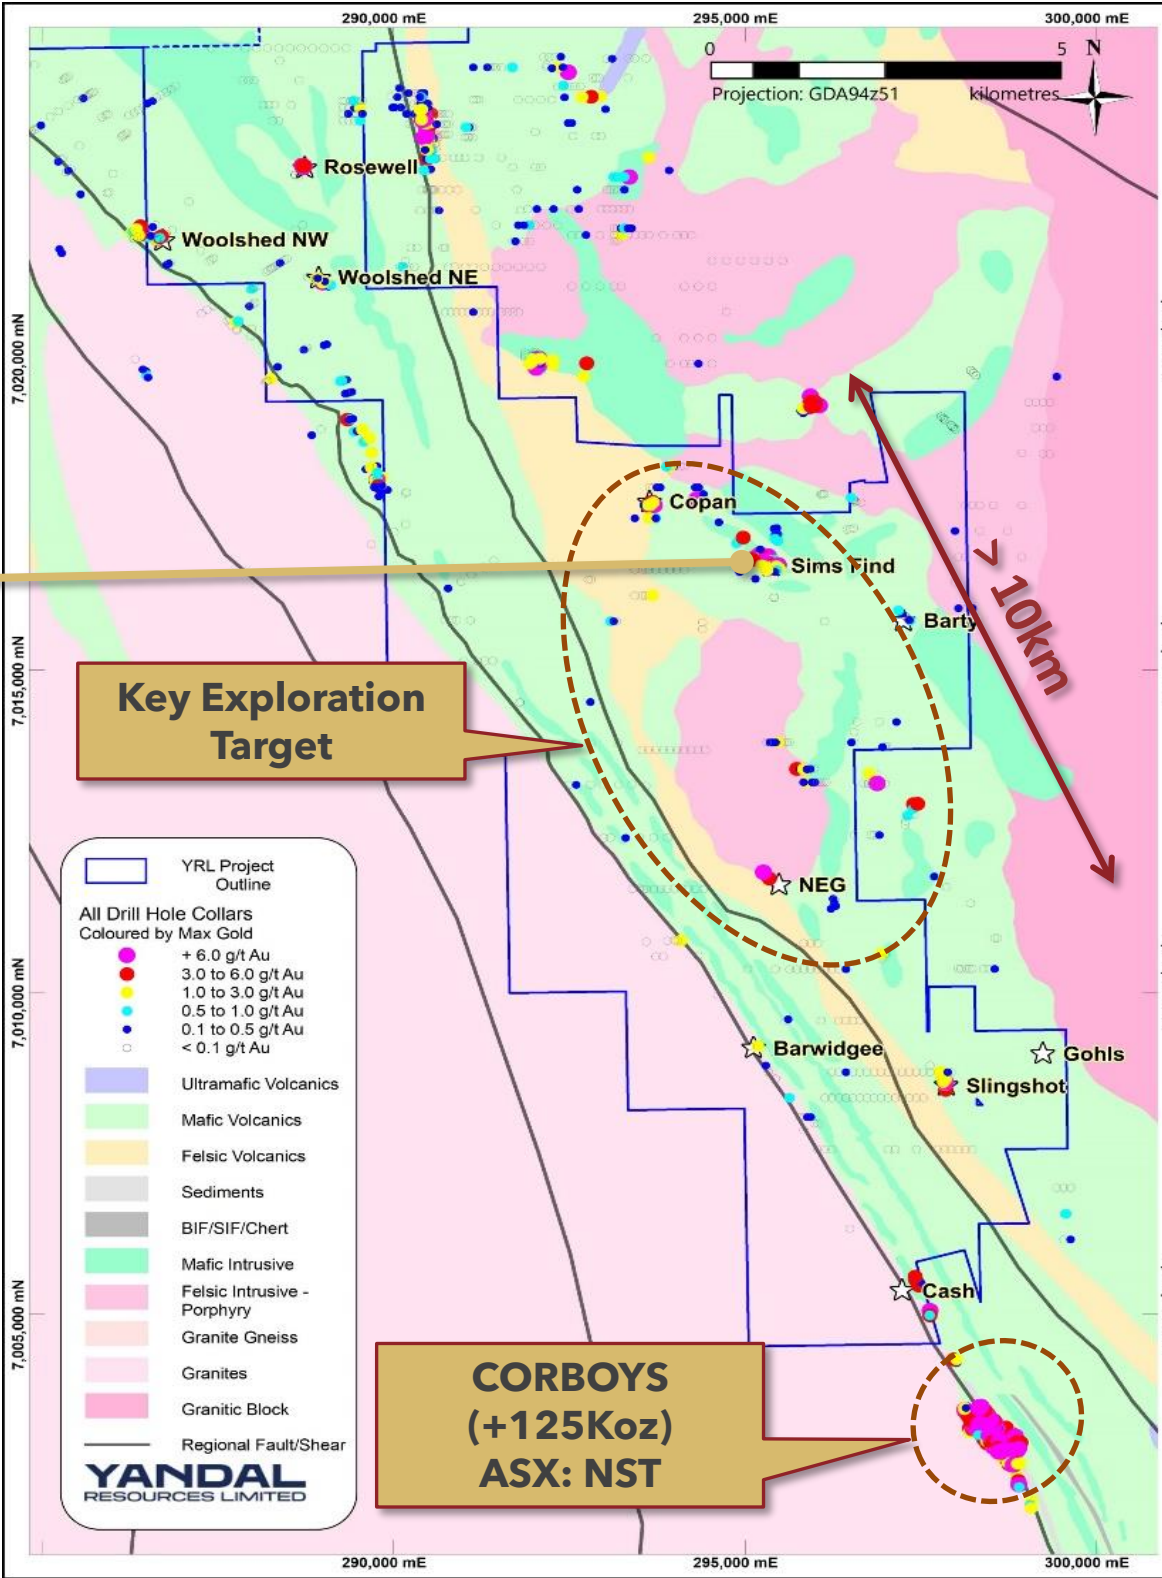 290,000 mE
295,000 mE
300,000 mE
0
5
N
Projection: GDA94z51
kilometres
Rosewell
Woolshed NW
Woolshed NE
7,020,000 mN
Copan
Sims Find
Barty
> 10km
7,015,000 mN
Key Exploration
Target
NEG
7,010,000 mN
Barwidgee
Gohls
Slingshot
Cash
7,005,000 mN
YRL Project
Outline
All Drill Hole Collars
Coloured by Max Gold
+ 6.0 g/t Au
3.0 to 6.0 g/t Au
1.0 to 3.0 g/t Au
0.5 to 1.0 g/t Au
0.1 to 0.5 g/t Au
< 0.1 g/t Au
Ultramafic Volcanics
Mafic Volcanics
Felsic Volcanics
Sediments
BIF/SIF/Chert
Mafic Intrusive
Felsic Intrusive -
Porphyry
Granite Gneiss
Granites
Granitic Block
Regional Fault/Shear
YANDAL
RESOURCES LIMITED
CORBOYS
(+125Koz)
ASX: NST
290,000 mE
295,000 mE
300,000 mE